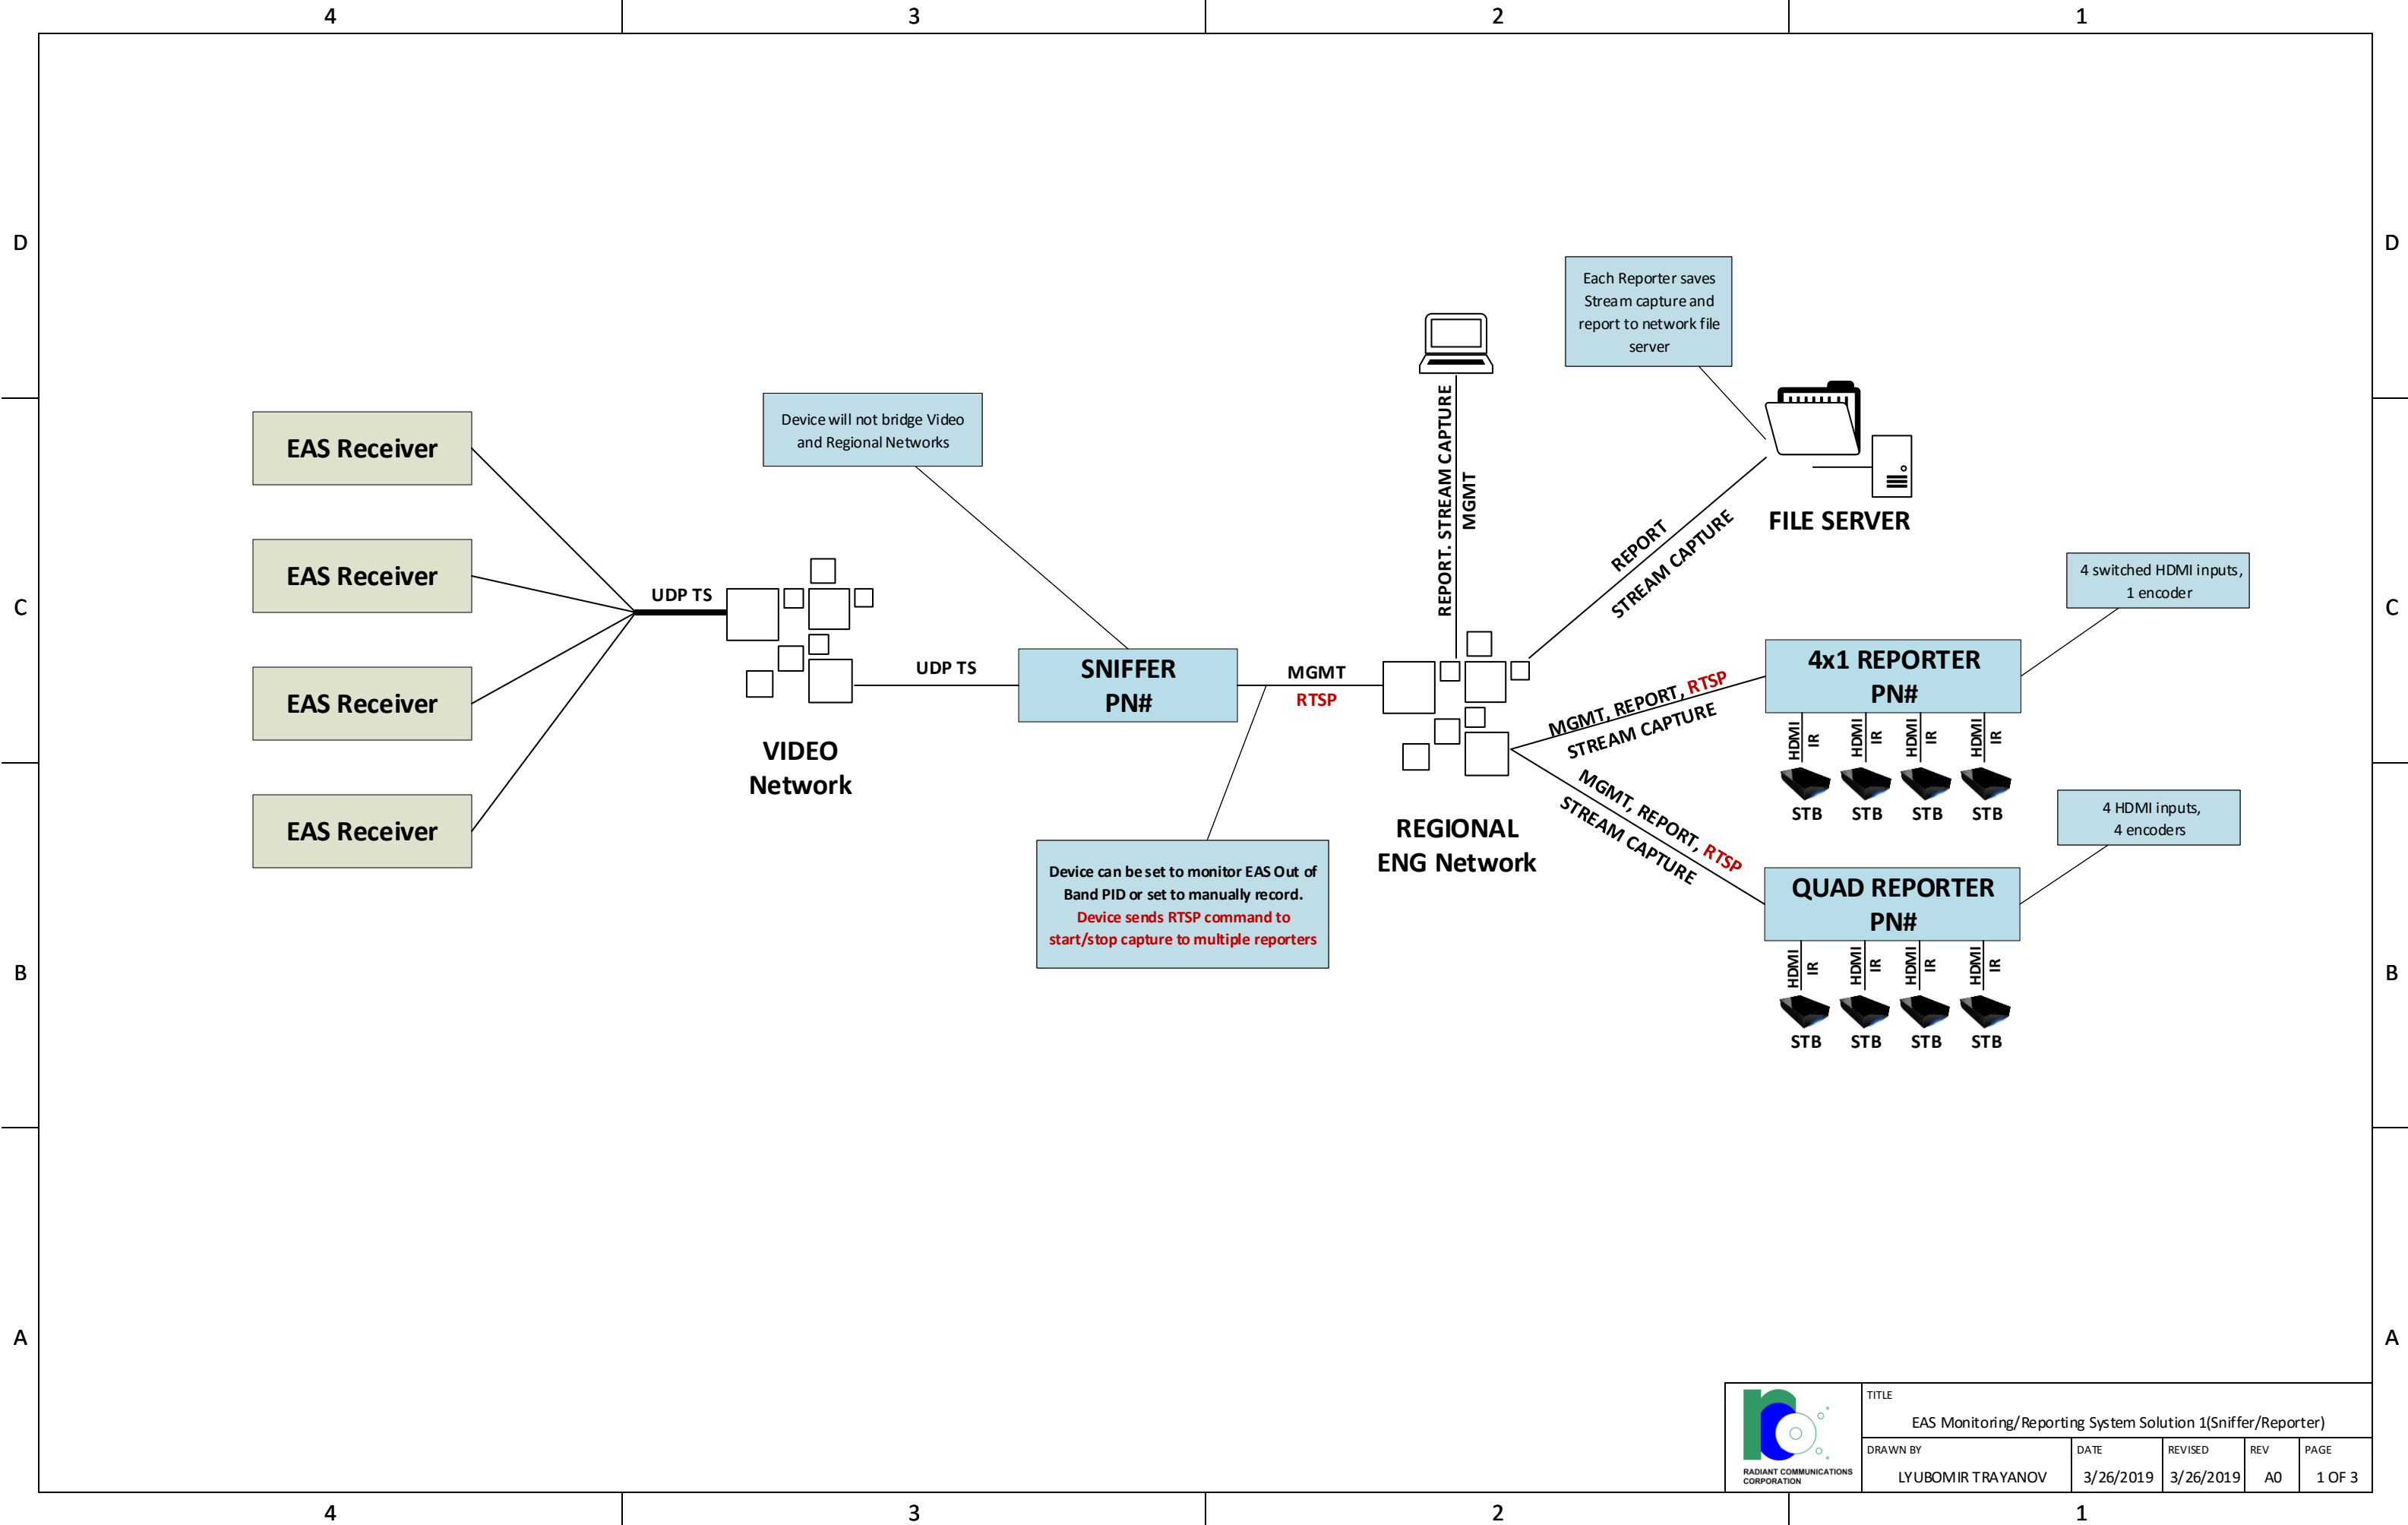 4 3 2 1
D D
Each Reporter saves
Stream capture and
report to network file
server
Device will not bridge Video
and Regional Networks
REPORT. STREAM CAPTURE
MGMT
EAS Receiver
EAS Receiver
EAS Receiver
EAS Receiver
UDP TS
VIDEO
Network
UDP TS
SNIFFER
PN#
MGMT
RTSP
Device can be set to monitor EAS Out of
Band PID or set to manually record.
Device sends RTSP command to
start/stop capture to multiple reporters
REGIONAL
ENG Network
REPORT
STREAM CAPTURE
FILE SERVER
C C
4 switched HDMI inputs,
1 encoder
MGMT, REPORT, RTSP
STREAM CAPTURE
4x1 REPORTER
PN#
HDMI
IR
HDMI
IR
HDMI
IR
HDMI
IR
STB STB STB STB
MGMT, REPORT, RTSP
STREAM CAPTURE
4 HDMI inputs,
4 encoders
QUAD REPORTER
PN#
HDMI
IR
HDMI
IR
HDMI
IR
HDMI
IR
STB STB STB STB
B B
A A
RADIANT COMMUNICATIONS
CORPORATION
TITLE
EAS Monitoring/Reporting System Solution 1(Sniffer/Reporter)
DRAWN BY
LYUBOMIR TRAYANOV
DATE
3/26/2019
REVISED
3/26/2019
REV
A0
PAGE
1 OF 3
4 3 2 1